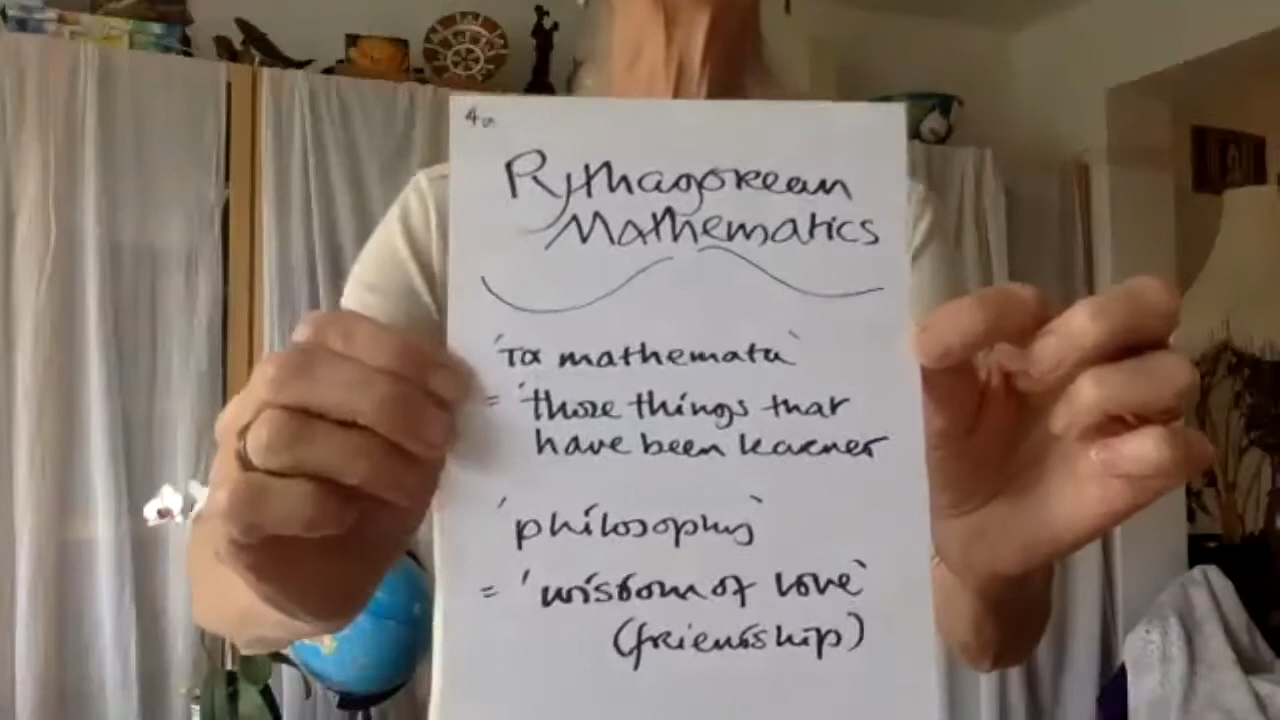 4a
Pythagorean
Mathematics
'Ta mathemata'
= 'those things that
have been learned
'philosophy'
= 'wisdom of love'
(friendship)